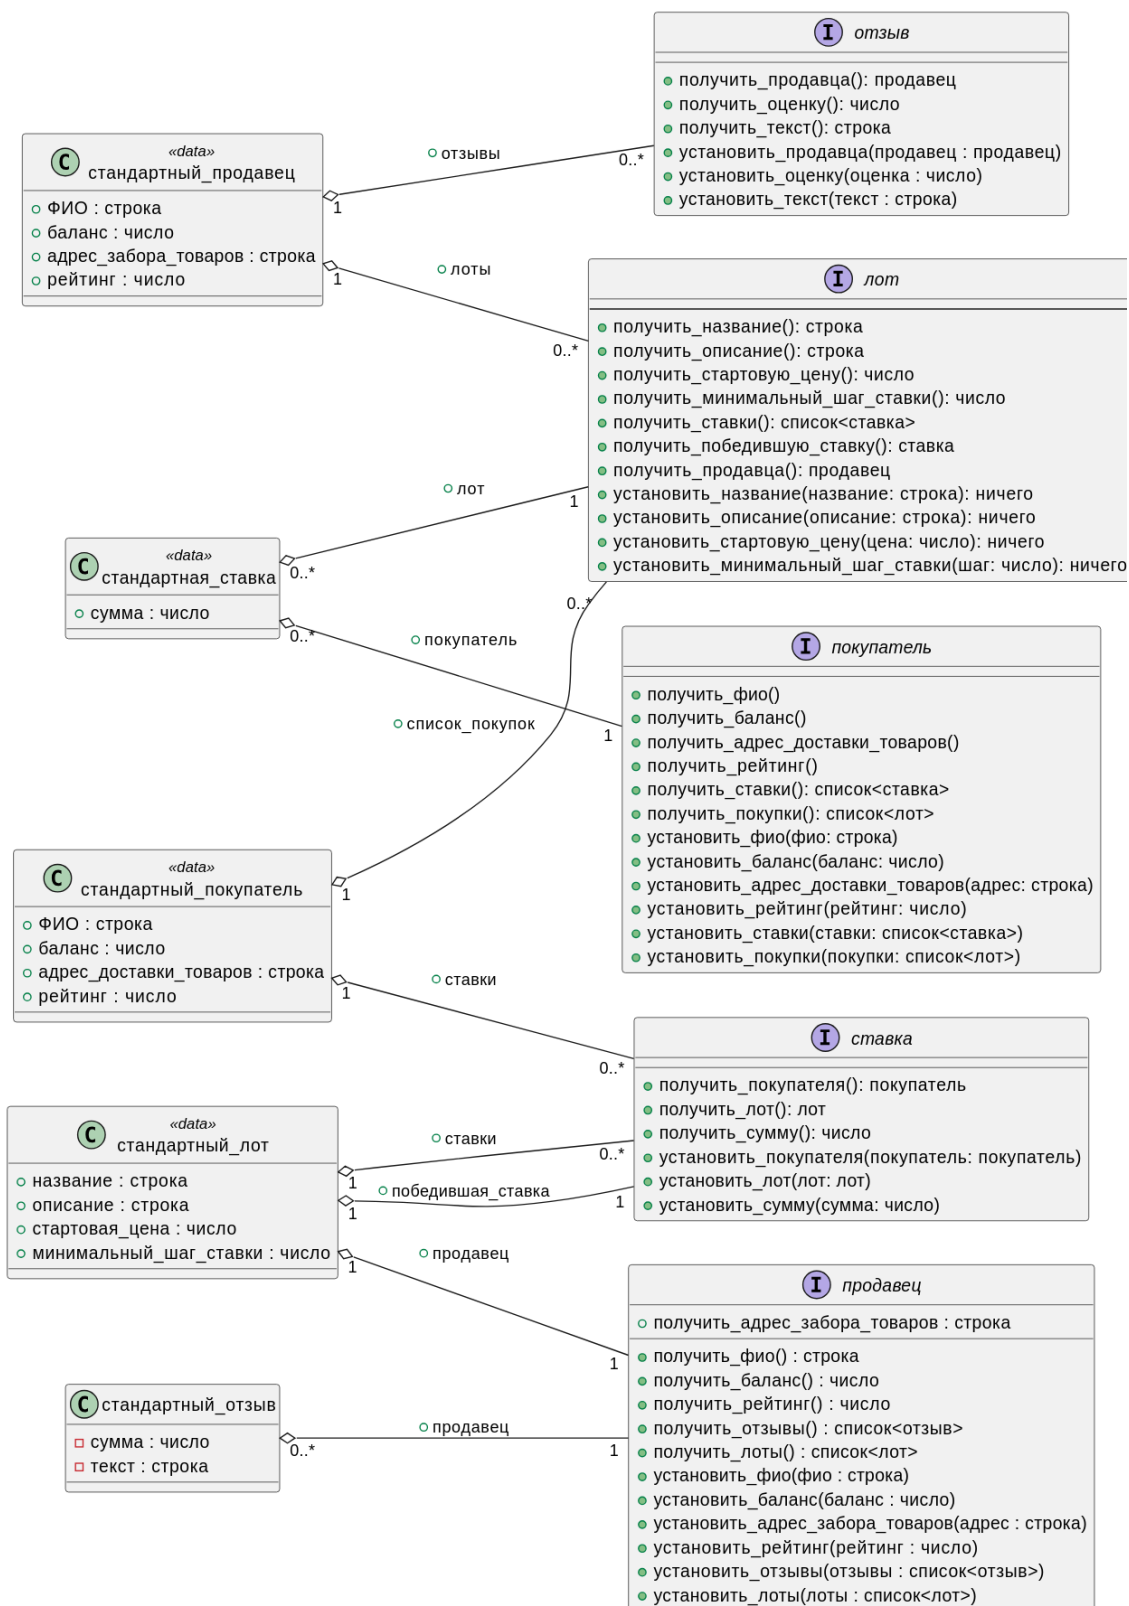 I отзыв
получить_продавца(): продавец
получить_оценку(): число
получить_текст(): строка
установить_продавца(продавец : продавец)
установить_оценку(оценка : число)
установить_текст(текст : строка)
C «data»
стандартный_продавец
ФИО : строка
баланс : число
адрес_забора_товаров : строка
рейтинг : число
отзывы
1
0..*
лоты
1
0..*
I лот
получить_название(): строка
получить_описание(): строка
получить_стартовую_цену(): число
получить_минимальный_шаг_ставки(): число
получить_ставки(): список<ставка>
получить_победившую_ставку(): ставка
получить_продавца(): продавец
установить_название(название: строка): ничего
установить_описание(описание: строка): ничего
установить_стартовую_цену(цена: число): ничего
установить_минимальный_шаг_ставки(шаг: число): ничего
C «data»
стандартная_ставка
сумма : число
лот
0..*
1
покупатель
0..*
1
список_покупок
1
0..*
I покупатель
получить_фио()
получить_баланс()
получить_адрес_доставки_товаров()
получить_рейтинг()
получить_ставки(): список<ставка>
получить_покупки(): список<лот>
установить_фио(фио: строка)
установить_баланс(баланс: число)
установить_адрес_доставки_товаров(адрес: строка)
установить_рейтинг(рейтинг: число)
установить_ставки(ставки: список<ставка>)
установить_покупки(покупки: список<лот>)
C «data»
стандартный_покупатель
ФИО : строка
баланс : число
адрес_доставки_товаров : строка
рейтинг : число
ставки
1
0..*
I ставка
получить_покупателя(): покупатель
получить_лот(): лот
получить_сумму(): число
установить_покупателя(покупатель: покупатель)
установить_лот(лот: лот)
установить_сумму(сумма: число)
C «data»
стандартный_лот
название : строка
описание : строка
стартовая_цена : число
минимальный_шаг_ставки : число
ставки
1
0..*
победившая_ставка
1
1
продавец
1
1
I продавец
получить_адрес_забора_товаров : строка
получить_фио() : строка
получить_баланс() : число
получить_рейтинг() : число
получить_отзывы() : список<отзыв>
получить_лоты() : список<лот>
установить_фио(фио : строка)
установить_баланс(баланс : число)
установить_адрес_забора_товаров(адрес : строка)
установить_рейтинг(рейтинг : число)
установить_отзывы(отзывы : список<отзыв>)
установить_лоты(лоты : список<лот>)
C стандартный_отзыв
сумма : число
текст : строка
продавец
0..*
1